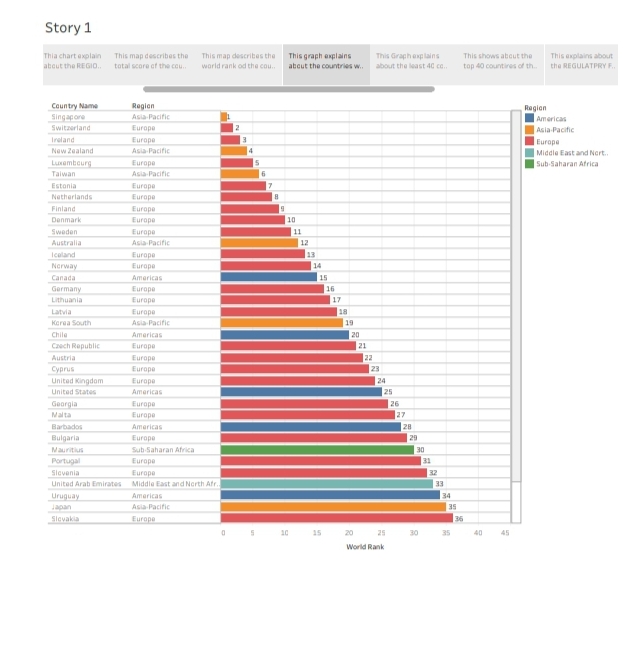 Story 1
This chart explain about the REGIO..
This map describes the total score of the cou..
This map describes the world rank od the cou..
This graph explains about the countries w..
This Graph explains about the least 40 cc..
This shows about the top 40 countires of th..
This explains about the REGULATPRY F..
Country Name Region
Singapore Asia-Pacific 1
Switzerland Europe 2
Ireland Europe 3
New Zealand Asia-Pacific 4
Luxembourg Europe 5
Taiwan Asia-Pacific 6
Estonia Europe 7
Netherlands Europe 8
Finland Europe 9
Denmark Europe 10
Sweden Europe 11
Australia Asia-Pacific 12
Iceland Europe 13
Norway Europe 14
Canada Americas 15
Germany Europe 16
Lithuania Europe 17
Latvia Europe 18
Korea South Asia-Pacific 19
Chile Americas 20
Czech Republic Europe 21
Austria Europe 22
Cyprus Europe 23
United Kingdom Europe 24
United States Americas 25
Georgia Europe 26
Malta Europe 27
Barbados Americas 28
Bulgaria Europe 29
Mauritius Sub-Saharan Africa 30
Portugal Europe 31
Slovenia Europe 32
United Arab Emirates Middle East and North Afr.. 33
Uruguay Americas 34
Japan Asia-Pacific 35
Slovakia Europe 36
0 5 10 15 20 25 30 35 40 45
World Rank
Region
Americas
Asia-Pacific
Europe
Middle East and Nort..
Sub-Saharan Africa